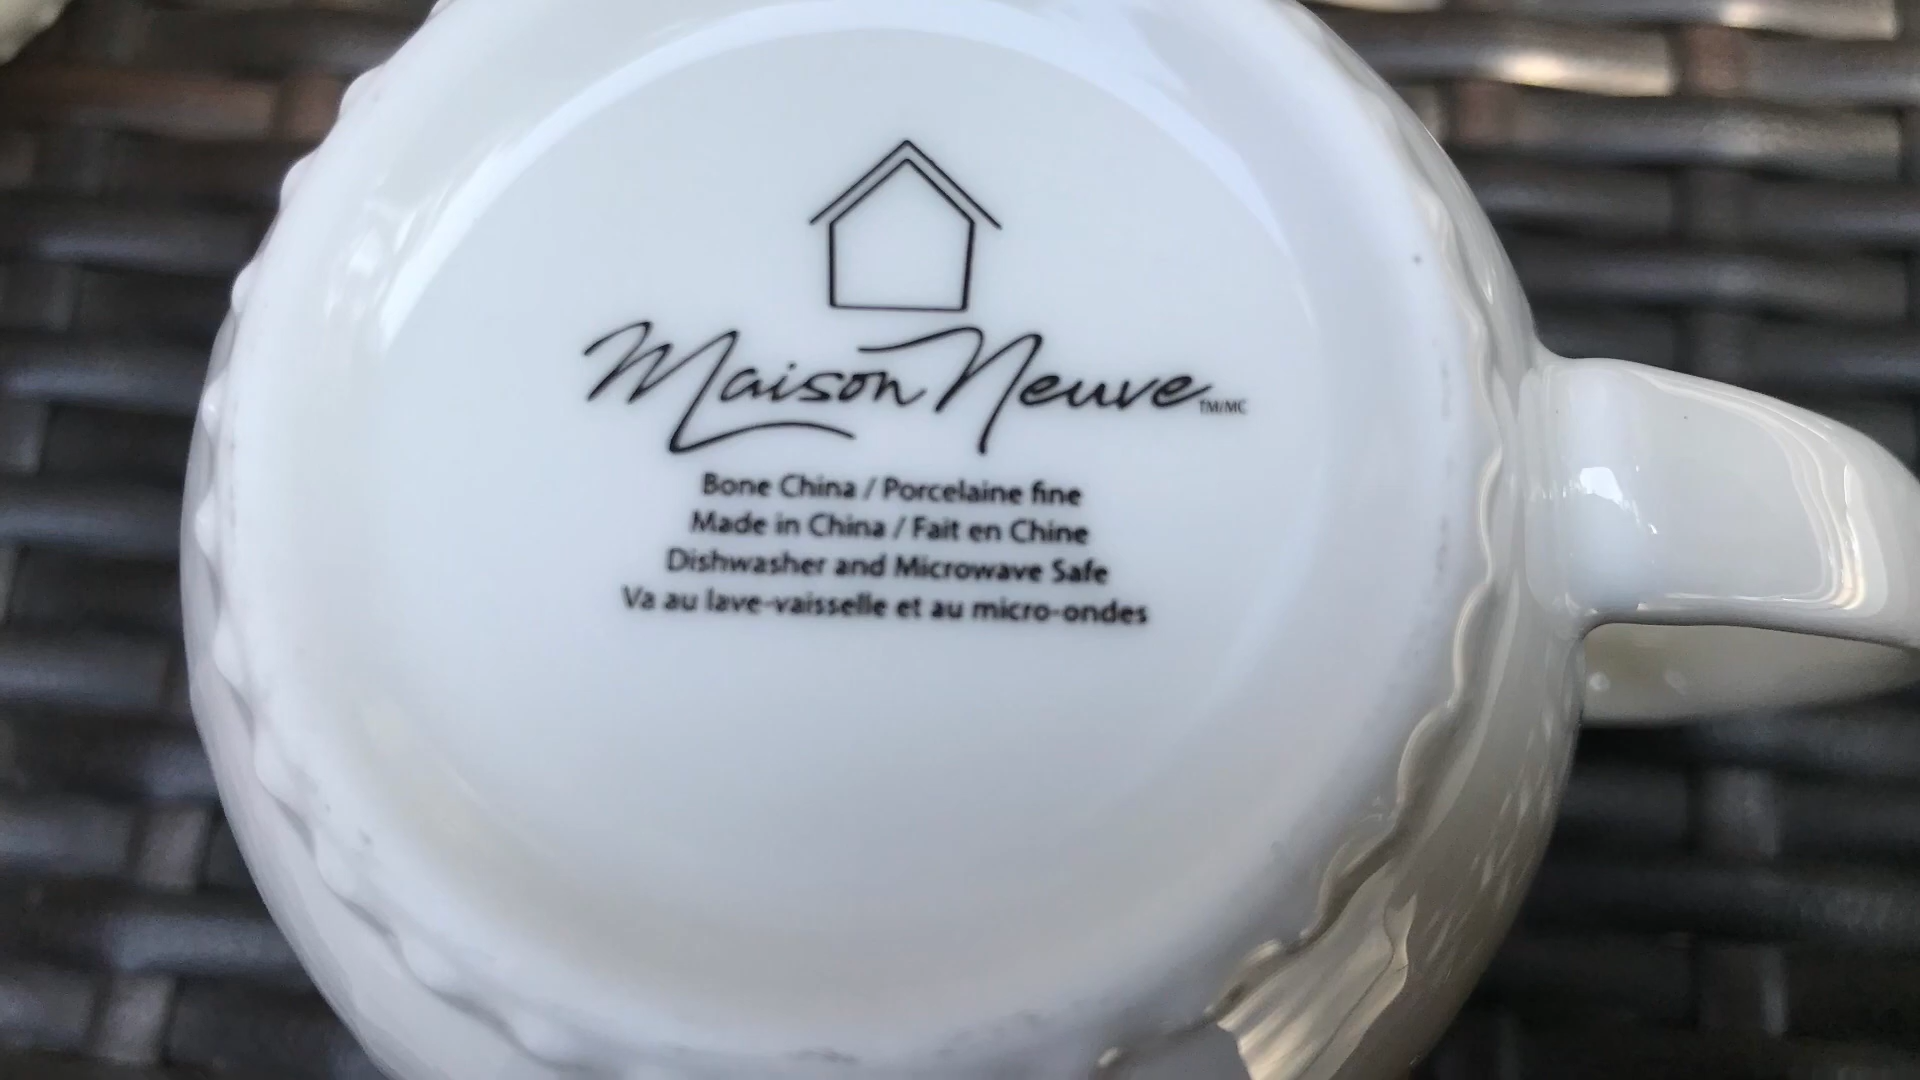 Maison Neuve TM/MC
Bone China / Porcelaine fine
Made in China / Fait en Chine
Dishwasher and Microwave Safe
Va au lave-vaisselle et au micro-ondes